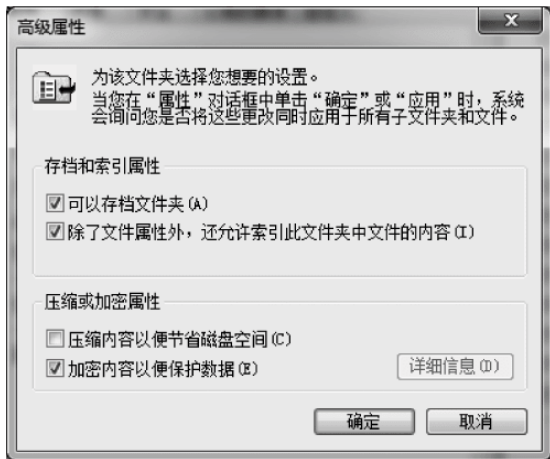 高级属性
为该文件夹选择您想要的设置。
当您在“属性”对话框中单击“确定”或“应用”时，系统
会询问您是否将这些更改同时应用于所有子文件夹和文件。
存档和索引属性
可以存档文件夹(A)
除了文件属性外，还允许索引此文件夹中文件的内容(I)
压缩或加密属性
压缩内容以便节省磁盘空间(C)
加密内容以便保护数据(E)
详细信息(D)
确定
取消